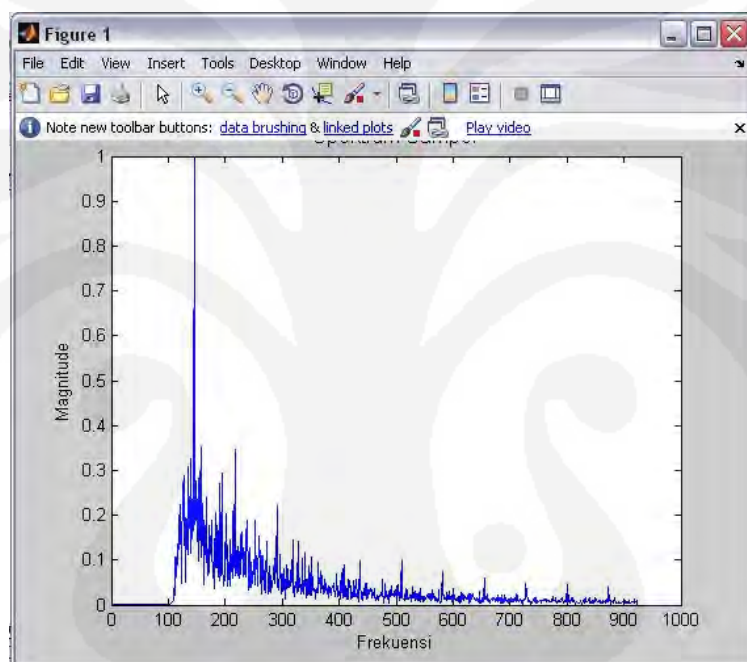 Figure 1
File Edit View Insert Tools Desktop Window Help
Note new toolbar buttons: data brushing & linked plots Play video
1
0.9
0.8
0.7
0.6
0.5
0.4
0.3
0.2
0.1
0
Magnitude
0 100 200 300 400 500 600 700 800 900 1000
Frekuensi